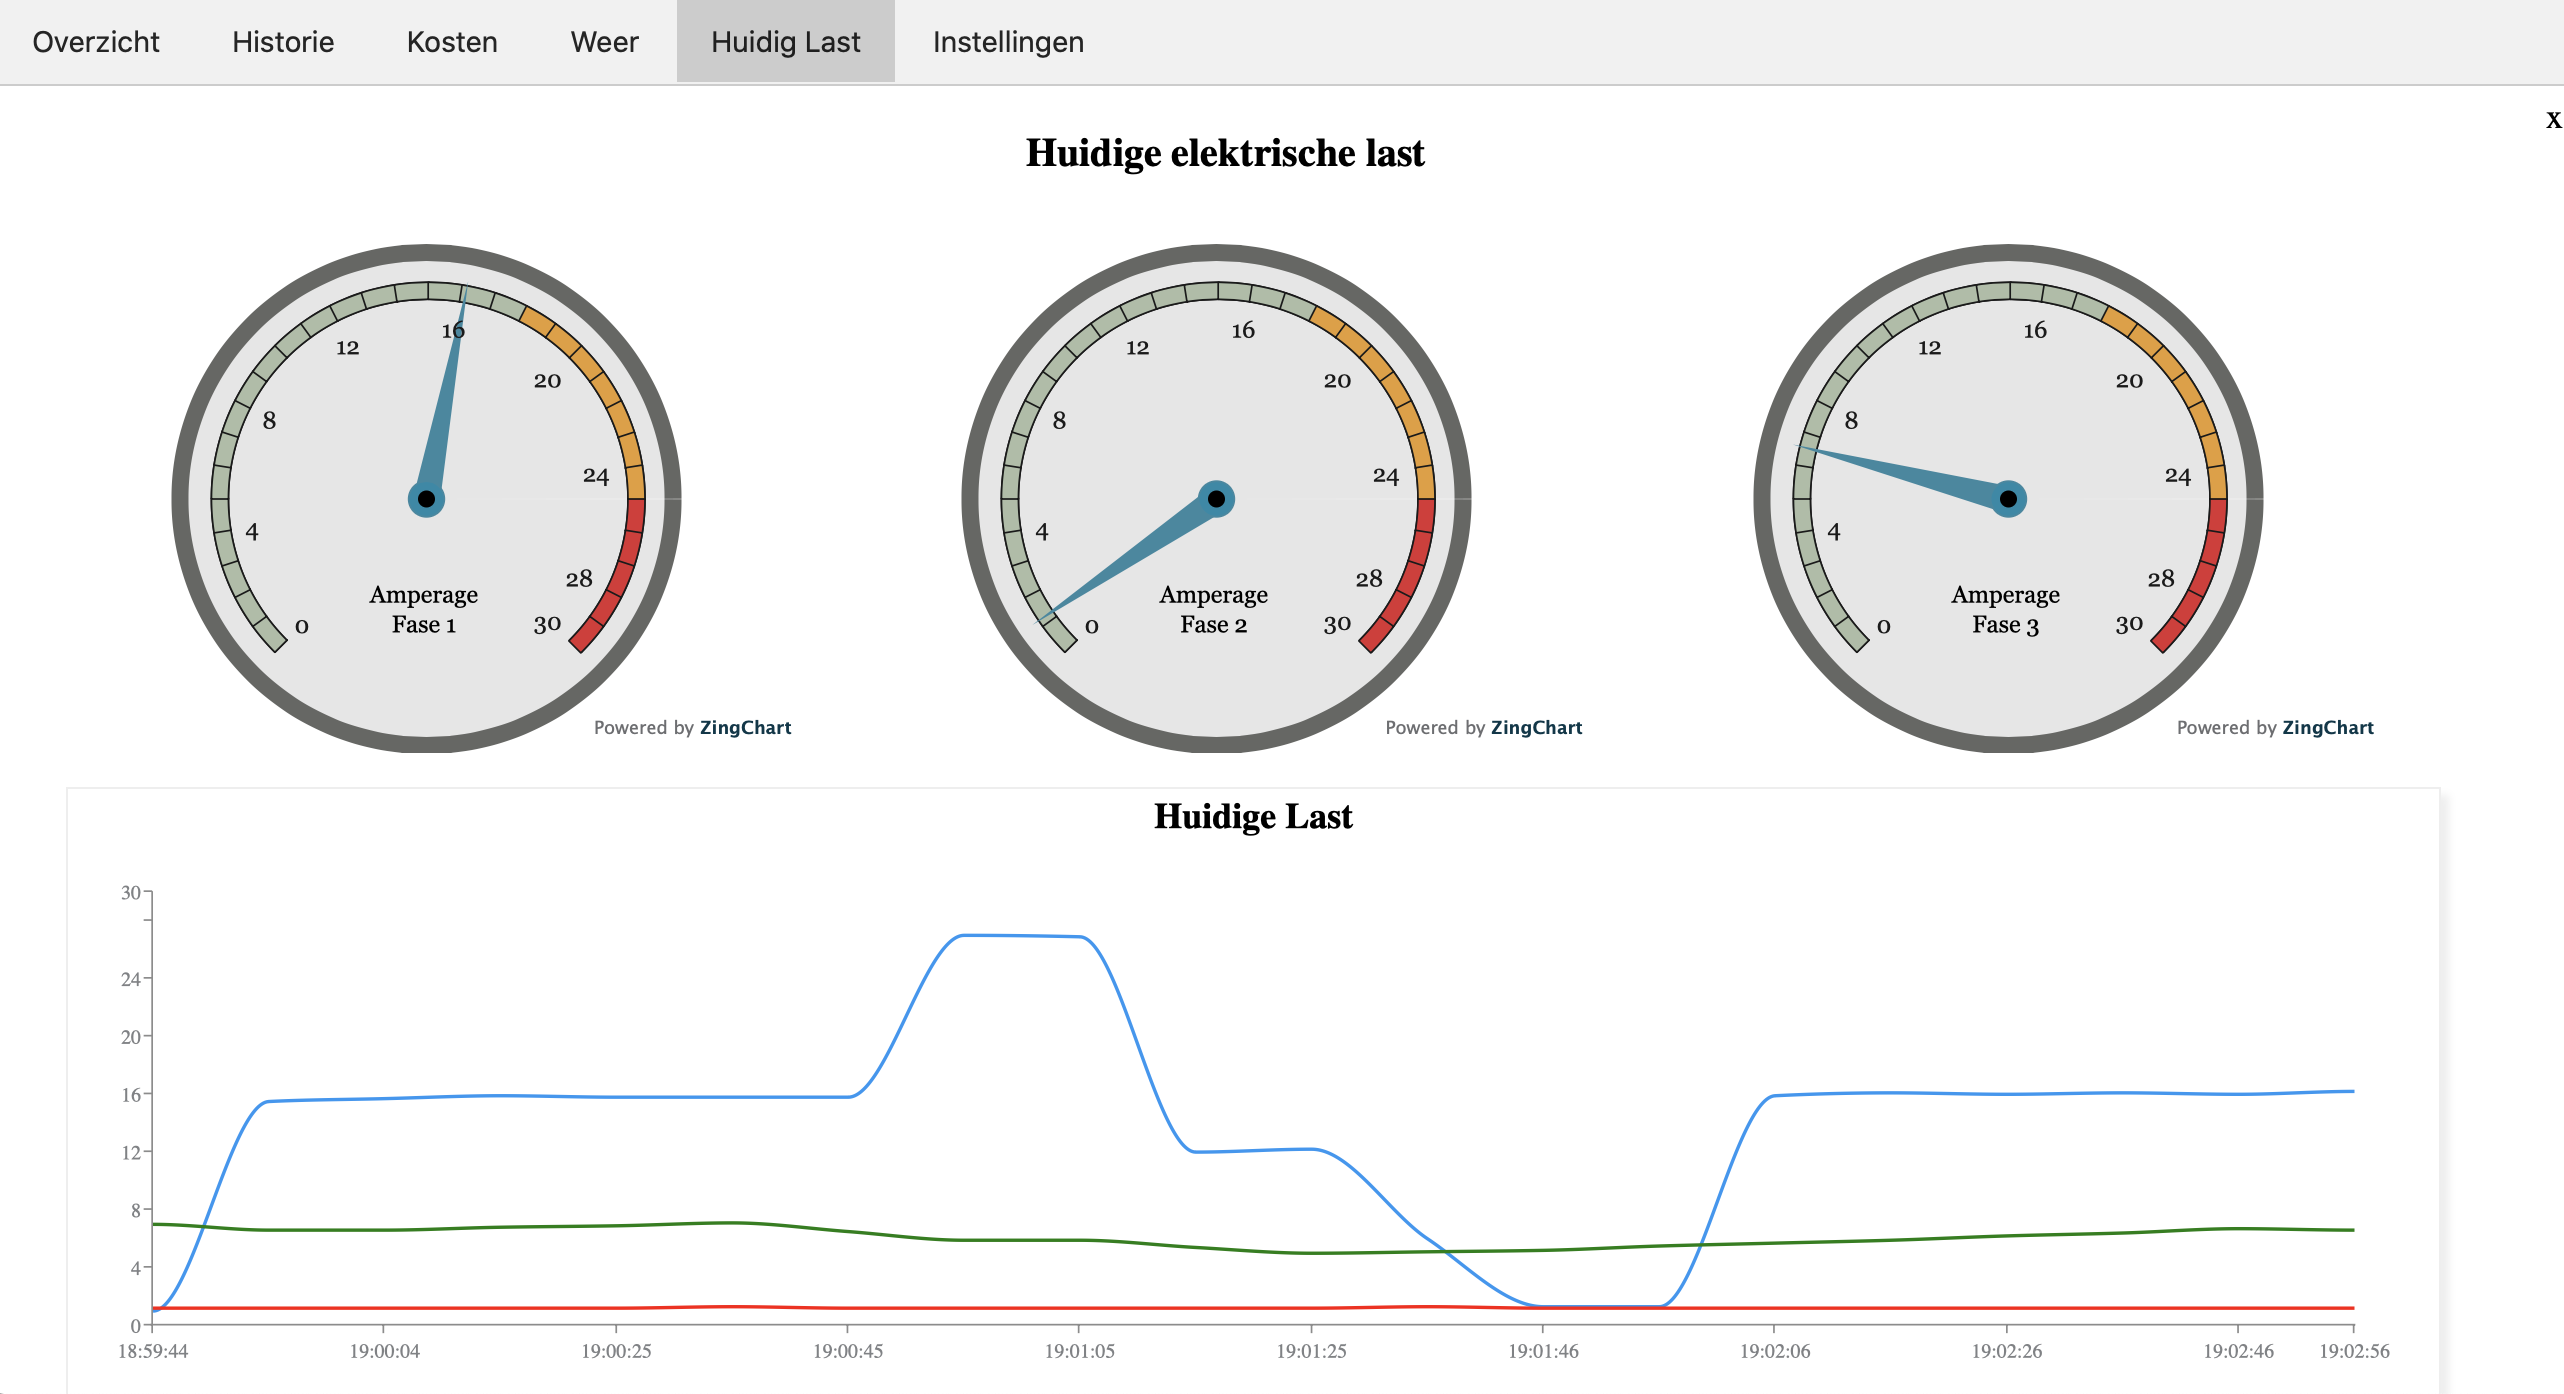 Overzicht Historie Kosten Weer Huidig Last Instellingen
x
Huidige elektrische last
0 4 8 12 16 20 24 28 30
Amperage
Fase 1
Powered by ZingChart
0 4 8 12 16 20 24 28 30
Amperage
Fase 2
Powered by ZingChart
0 4 8 12 16 20 24 28 30
Amperage
Fase 3
Powered by ZingChart
Huidige Last
30
24
20
16
12
8
4
0
18:59:44 19:00:04 19:00:25 19:00:45 19:01:05 19:01:25 19:01:46 19:02:06 19:02:26 19:02:46 19:02:56